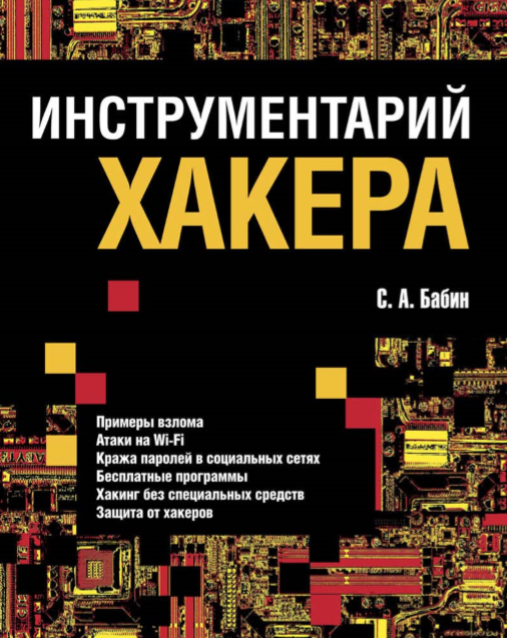 ИНСТРУМЕНТАРИЙ
ХАКЕРА
С. А. Бабин
Примеры взлома
Атаки на Wi-Fi
Кража паролей в социальных сетях
Бесплатные программы
Хакинг без специальных средств
Защита от хакеров